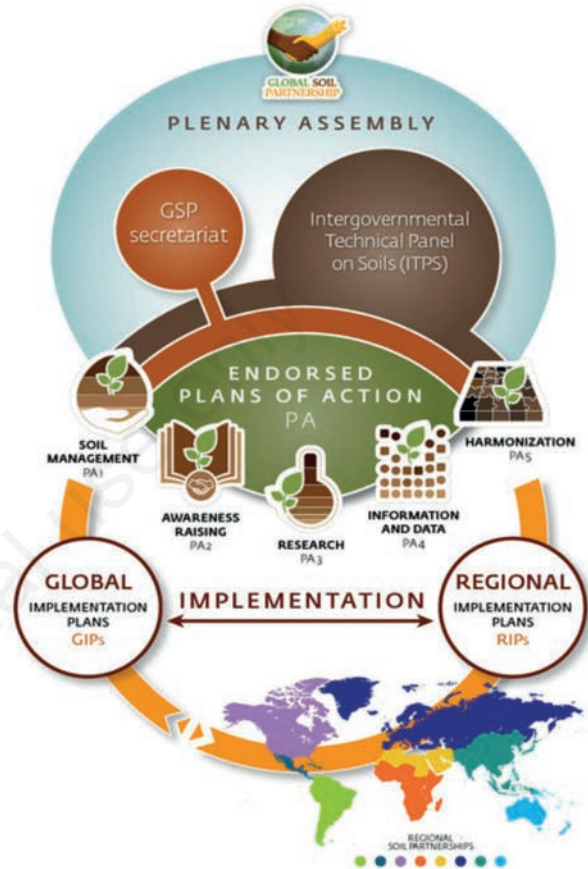 GLOBAL SOIL
PARTNERSHIP
PLENARY ASSEMBLY
GSP
secretariat
Intergovernmental
Technical Panel
on Soils (ITPS)
ENDORSED
PLANS OF ACTION
PA
SOIL
MANAGEMENT
PA1
AWARENESS
RAISING
PA2
RESEARCH
PA3
INFORMATION
AND DATA
PA4
HARMONIZATION
PA5
GLOBAL
IMPLEMENTATION
PLANS
GIPs
IMPLEMENTATION
REGIONAL
IMPLEMENTATION
PLANS
RIPs
REGIONAL
SOIL PARTNERSHIPS